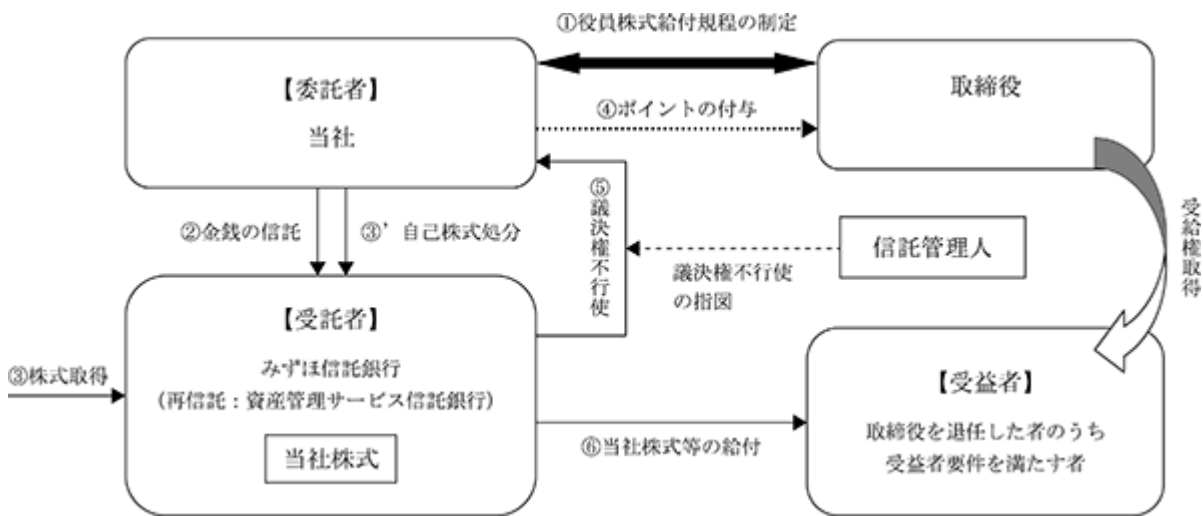 ①役員株式給付規程の制定
【委託者】
当社
取締役
④ポイントの付与
②金銭の信託
③’自己株式処分
⑤議決権不行使
議決権不行使
の指図
信託管理人
受給権取得
③株式取得
【受託者】
みずほ信託銀行
(再信託：資産管理サービス信託銀行)
当社株式
⑥当社株式等の給付
【受益者】
取締役を退任した者のうち
受益者要件を満たす者